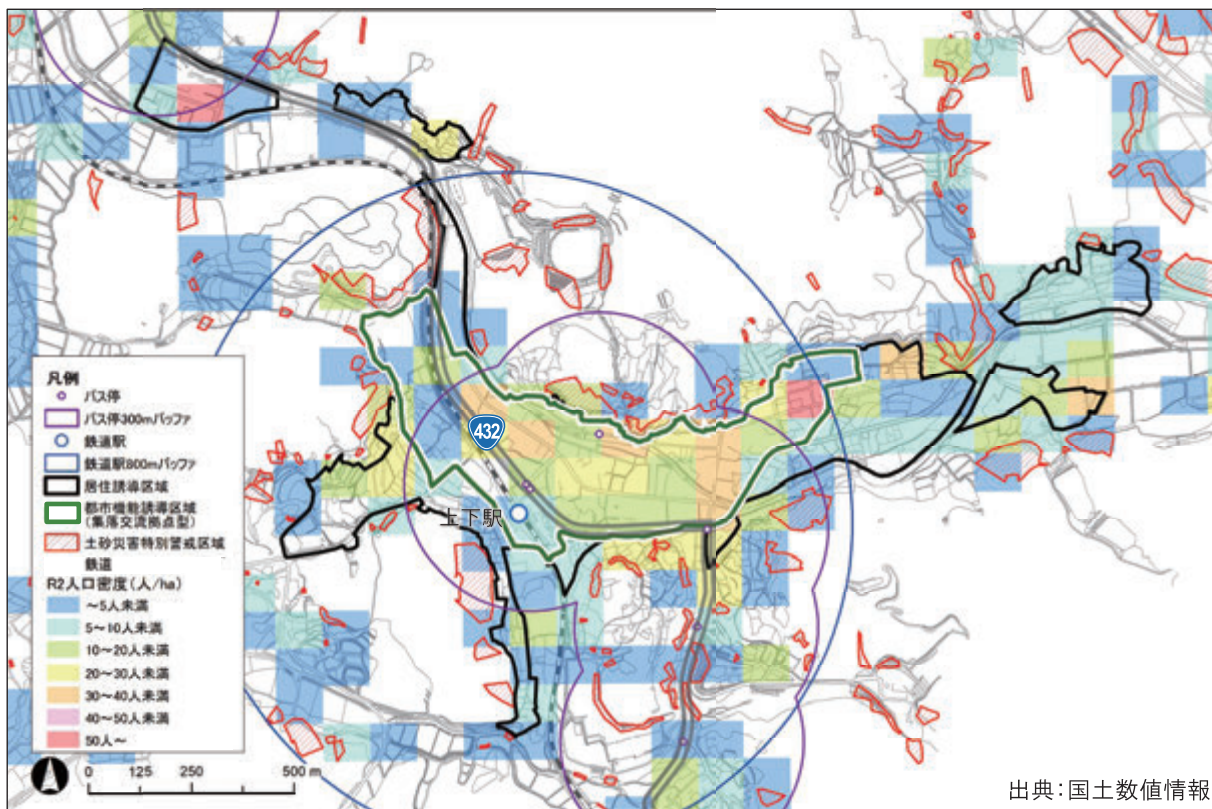 432
上下駅
凡例
バス停
バス停300mバッファ
鉄道駅
鉄道駅800mバッファ
居住誘導区域
都市機能誘導区域
(集落交流拠点型)
土砂災害特別警戒区域
鉄道
R2人口密度(人/ha)
~5人未満
5~10人未満
10~20人未満
20~30人未満
30~40人未満
40~50人未満
50人~
0 125 250 500 m
出典:国土数値情報